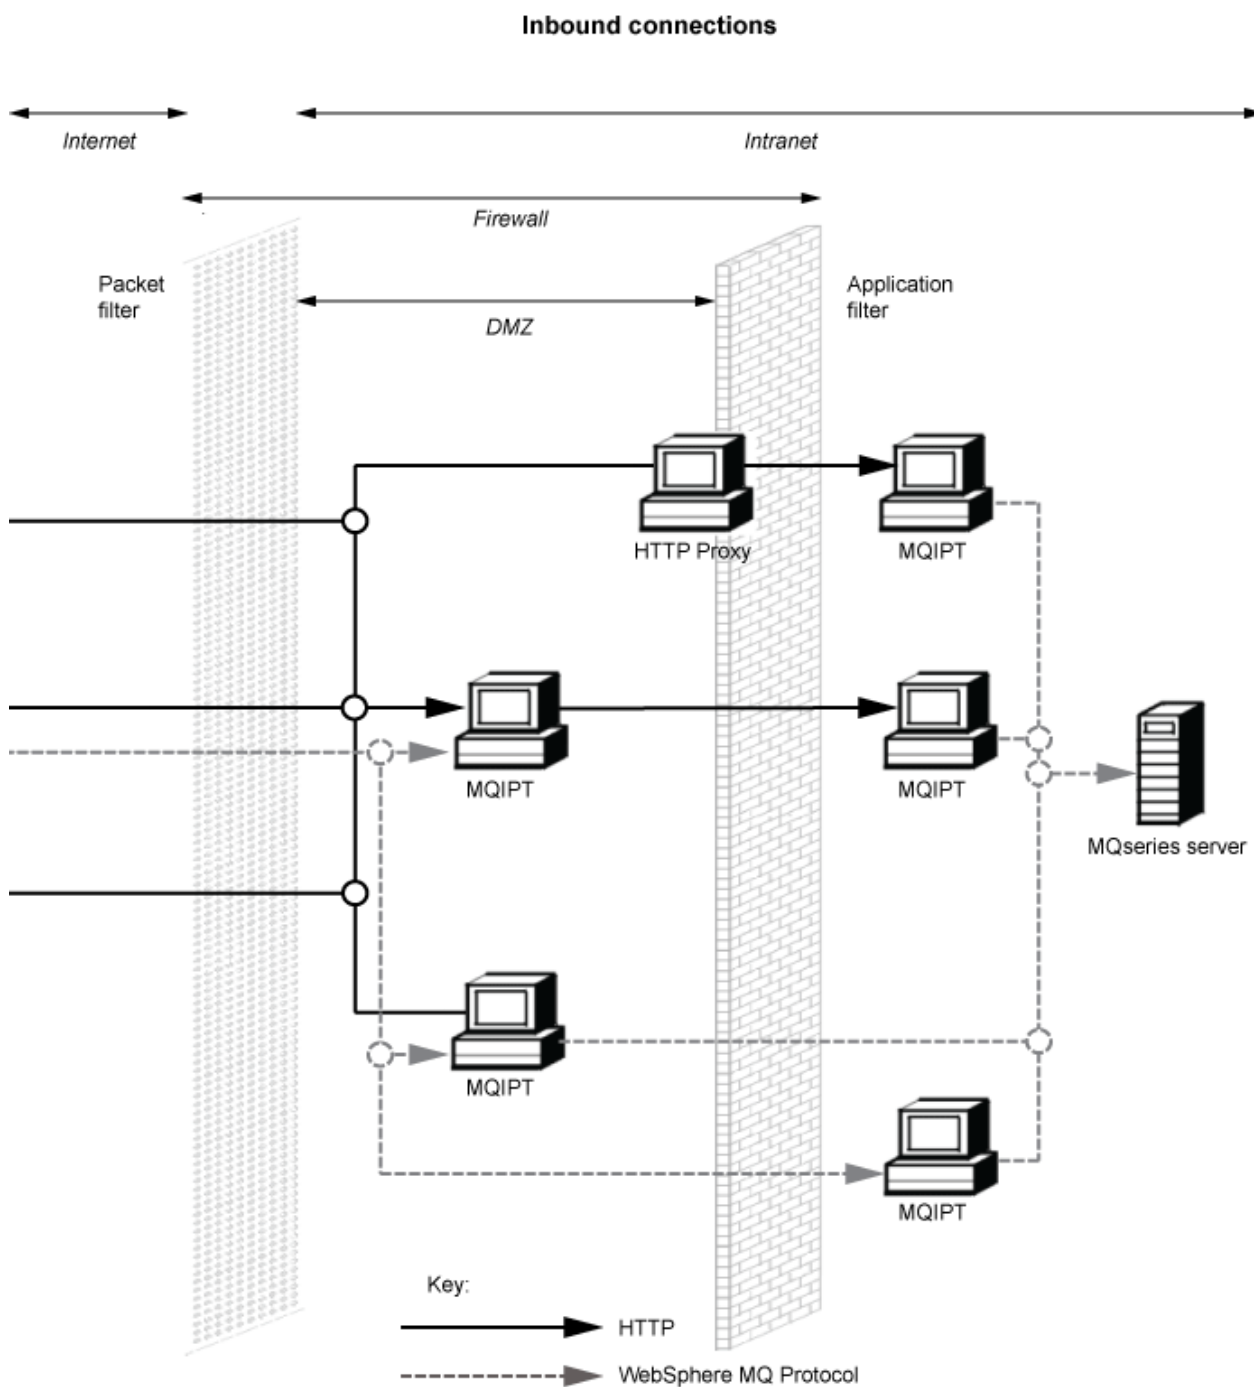 Inbound connections
Internet
Intranet
Firewall
Packet
filter
Application
filter
DMZ
HTTP Proxy
MQIPT
MQIPT
MQIPT
MQseries server
MQIPT
MQIPT
Key:
HTTP
WebSphere MQ Protocol